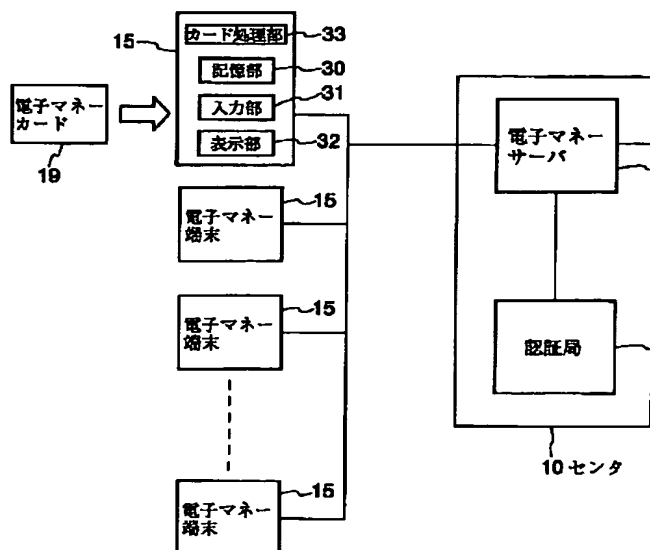 15
カード処理部
33
記憶部
30
入力部
31
表示部
32
電子マネー
カード
19
電子マネー
サーバ
電子マネー
端末
15
電子マネー
端末
15
認証局
10 センタ
電子マネー
端末
15